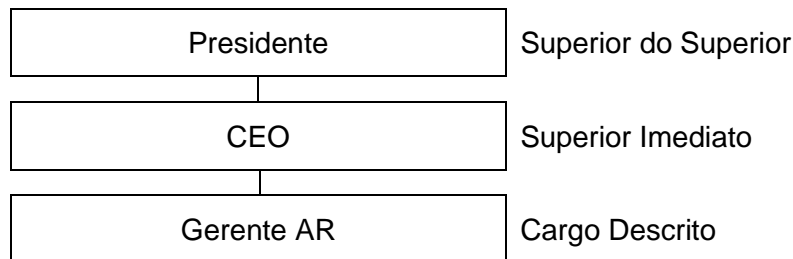 Presidente Superior do Superior
CEO Superior Imediato
Gerente AR Cargo Descrito